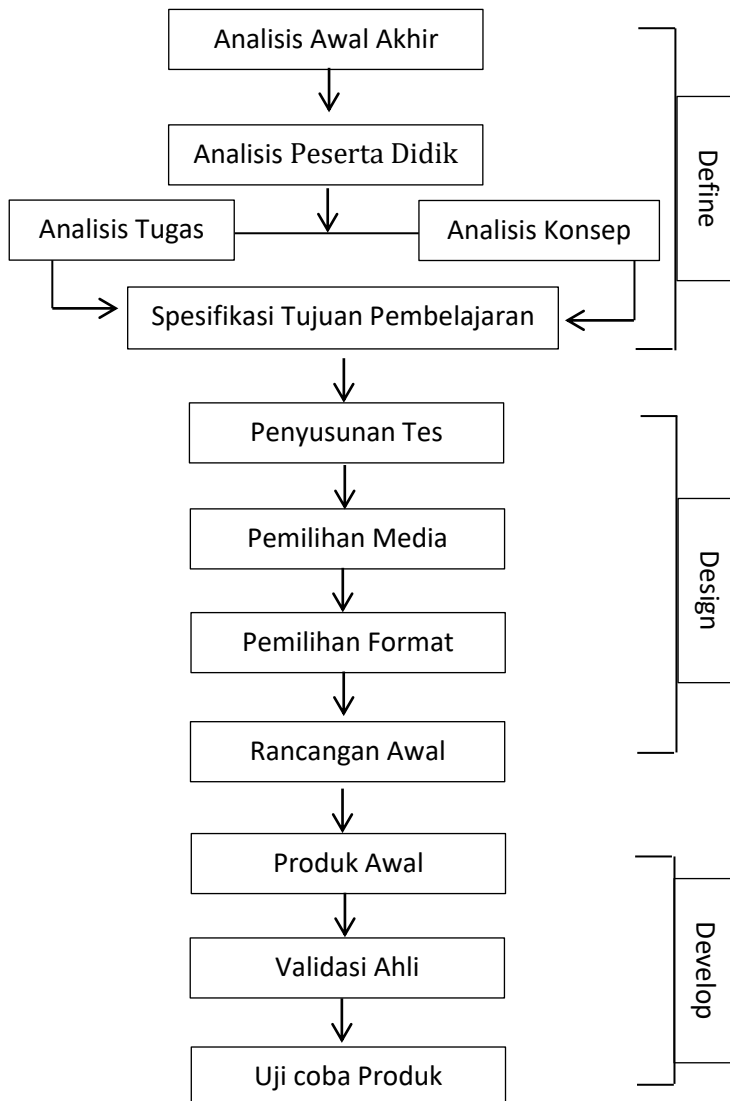 Analisis Awal Akhir
Analisis Peserta Didik
Analisis Tugas
Analisis Konsep
Spesifikasi Tujuan Pembelajaran
Define
Penyusunan Tes
Pemilihan Media
Pemilihan Format
Rancangan Awal
Design
Produk Awal
Validasi Ahli
Uji coba Produk
Develop